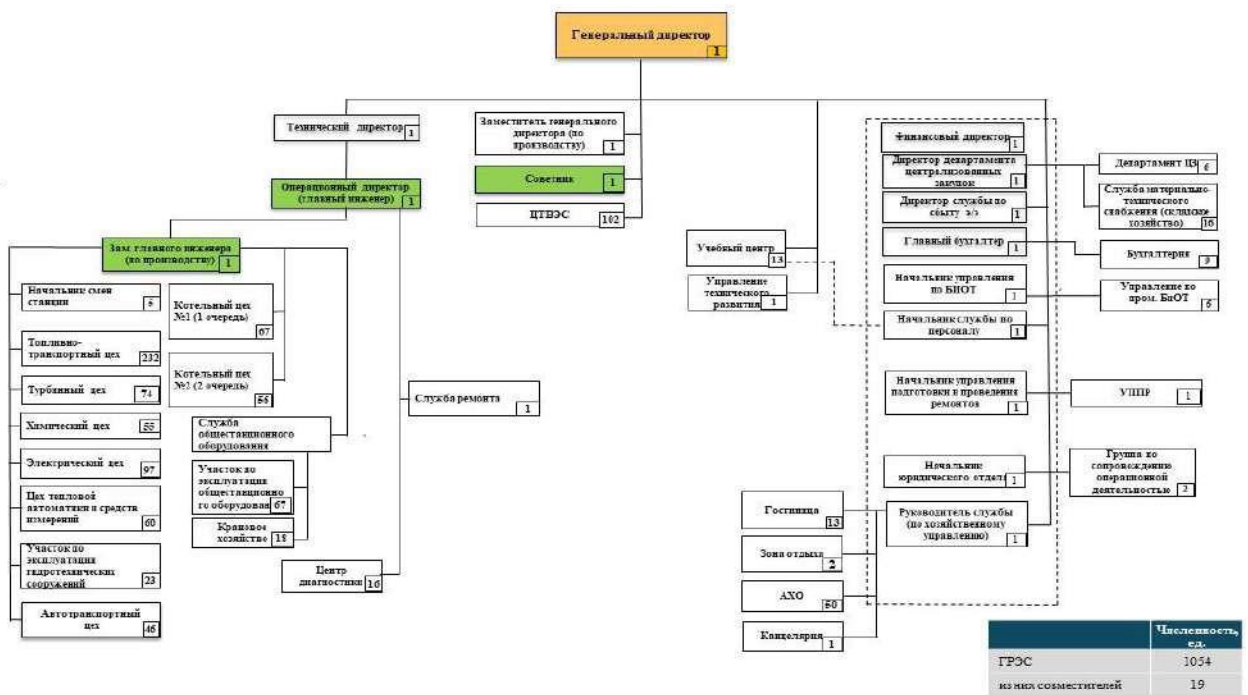 Генеральный директор
1
Технический директор 1
Операционный директор
(главный инженер) 1
Зам. главного инженера
(по производству) 1
Начальник смен
станции 5
Топливно-
транспортный цех 232
Турбинный цех 74
Химический цех 55
Электрический цех 97
Цех тепловой
автоматики и средств
измерений 60
Участок по
эксплуатации
гидротехнических
сооружений 23
Автотранспортный
цех 46
Котельный цех
№1 (1 очередь)
67
Котельный цех
№2 (2 очередь)
56
Служба
общестанционного
оборудования
Участок по
эксплуатации
общестанционно
го оборудован 67
Крановое
хозяйство 18
Центр
диагностики 16
Служба ремонта 1
Заместитель генерального
директора (по
производству) 1
Советник 1
ЦТВЭС 102
Учебный центр
13
Управление
технического
развития 1
Финансовый директор
1
Директор департамента
централизованных
закупок 1
Директор службы по
сбыту э/э 1
Главный бухгалтер 1
Начальник управления
по БИОТ
1
Начальник службы по
персоналу 1
Начальник управления
подготовки и проведения
ремонтов 1
Начальник
юридического отдела 1
Руководитель службы
(по хозяйственному
управлению) 1
Департамент ЦЗ 6
Служба материально-
технического
снабжения (складское
хозяйство) 16
Бухгалтерия 9
Управление по
пром. БиОТ 6
УППР 1
Группа по
сопровождению
операционной
деятельностью 2
Гостиница 13
Зона отдыха 2
АХО 50
Канцелярия 1
Численность,
ед.
ГРЭС 1054
из них совместителей 19